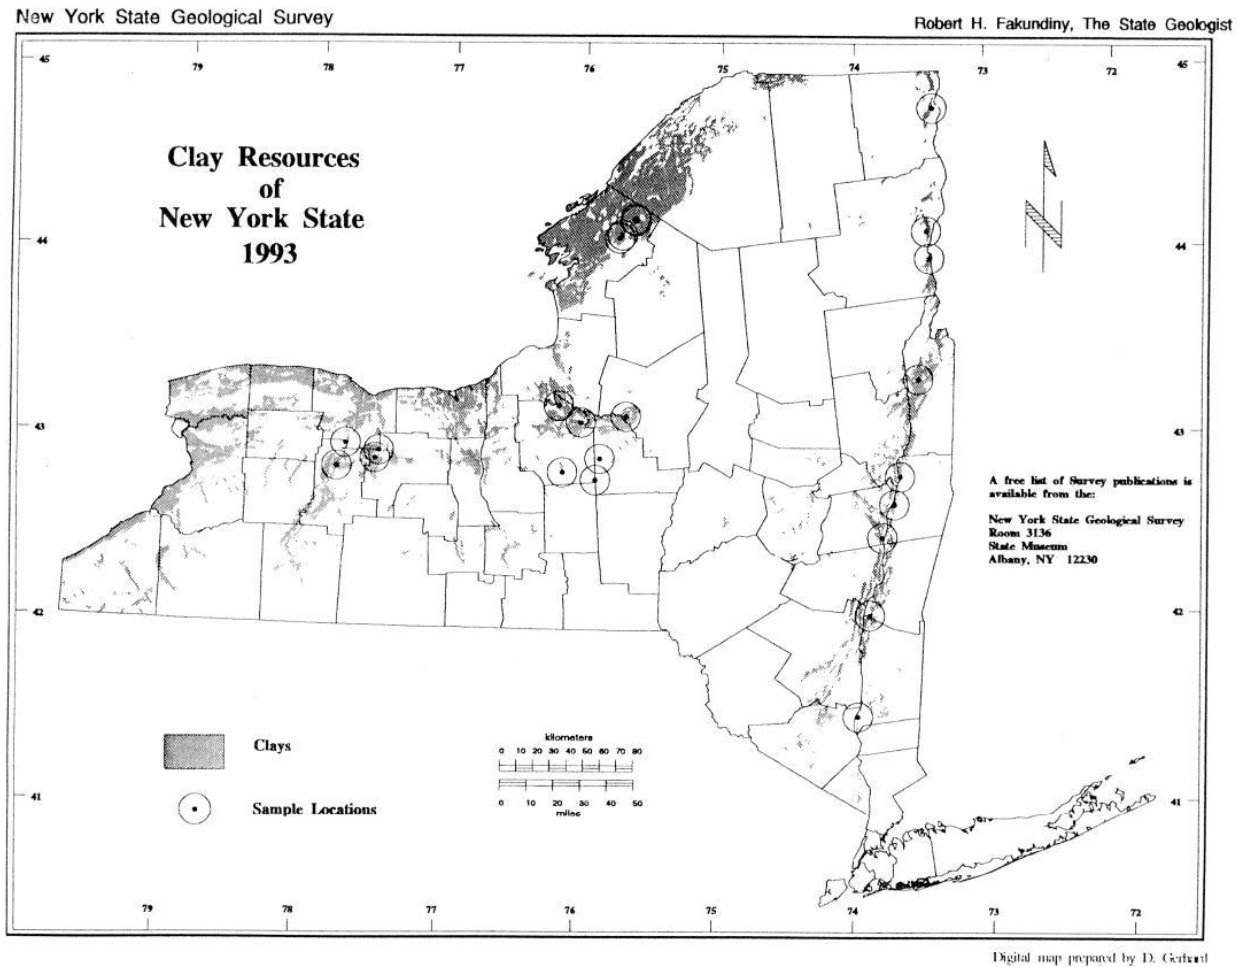 New York State Geological Survey
Robert H. Fakundiny, The State Geologist
45
79
78
77
76
75
74
73
72
45
Clay Resources
of
New York State
1993
44
44
43
43
A free list of Survey publications is
available from the:
New York State Geological Survey
Room 3136
State Museum
Albany, NY 12230
42
42
Clays
kilometers
0 10 20 30 40 50 60 70 80
0 10 20 30 40 50
miles
Sample Locations
41
41
79
78
77
76
75
74
73
72
Digital map prepared by D. Gerhard